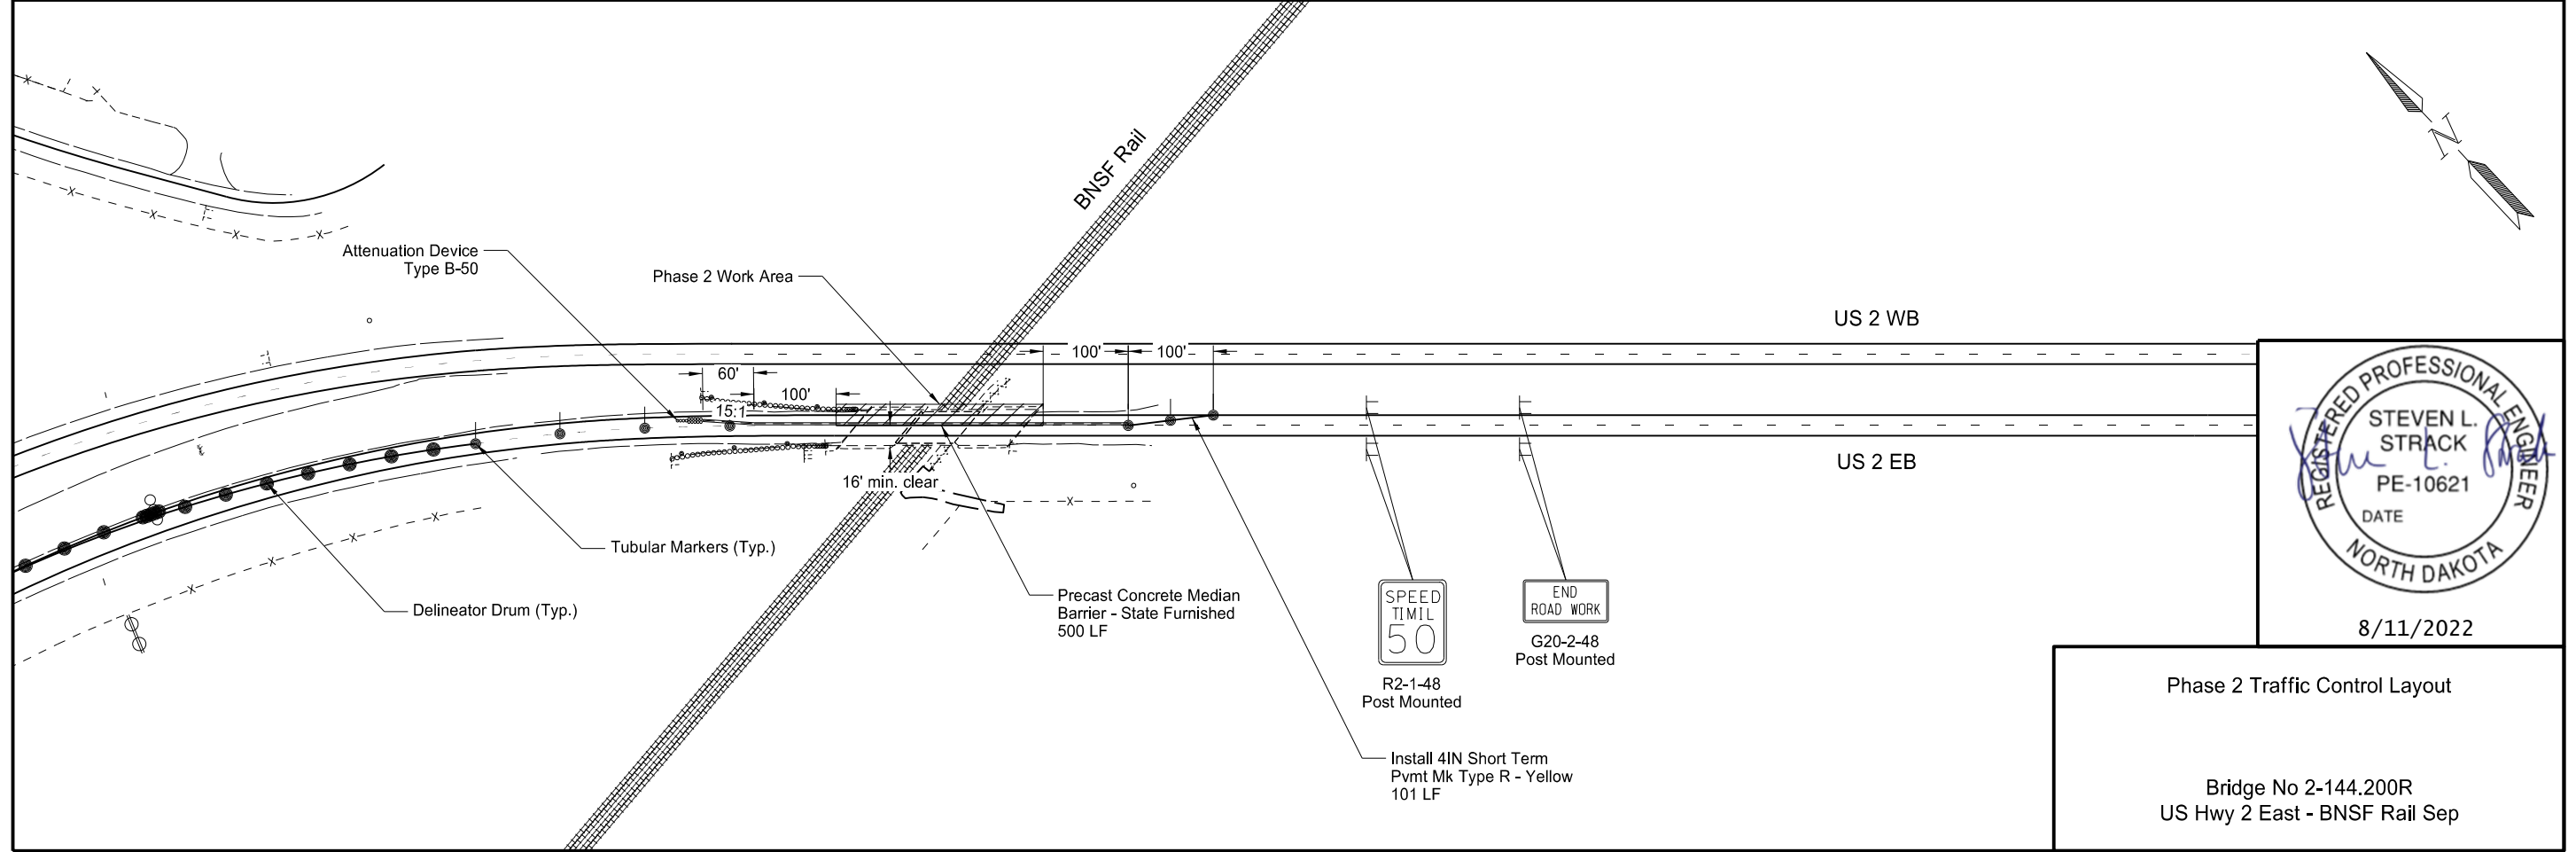 BNSF Rail
N
Attenuation Device
Type B-50
Phase 2 Work Area
US 2 WB
100'
100'
60'
100'
15:1
US 2 EB
16' min. clear
Tubular Markers (Typ.)
Delineator Drum (Typ.)
Precast Concrete Median
Barrier - State Furnished
500 LF
SPEED
TIMIL
50
R2-1-48
Post Mounted
END
ROAD WORK
G20-2-48
Post Mounted
Install 4IN Short Term
Pvmt Mk Type R - Yellow
101 LF
REGISTERED PROFESSIONAL ENGINEER
STEVEN L.
STRACK
PE-10621
DATE
NORTH DAKOTA
8/11/2022
Phase 2 Traffic Control Layout
Bridge No 2-144.200R
US Hwy 2 East - BNSF Rail Sep